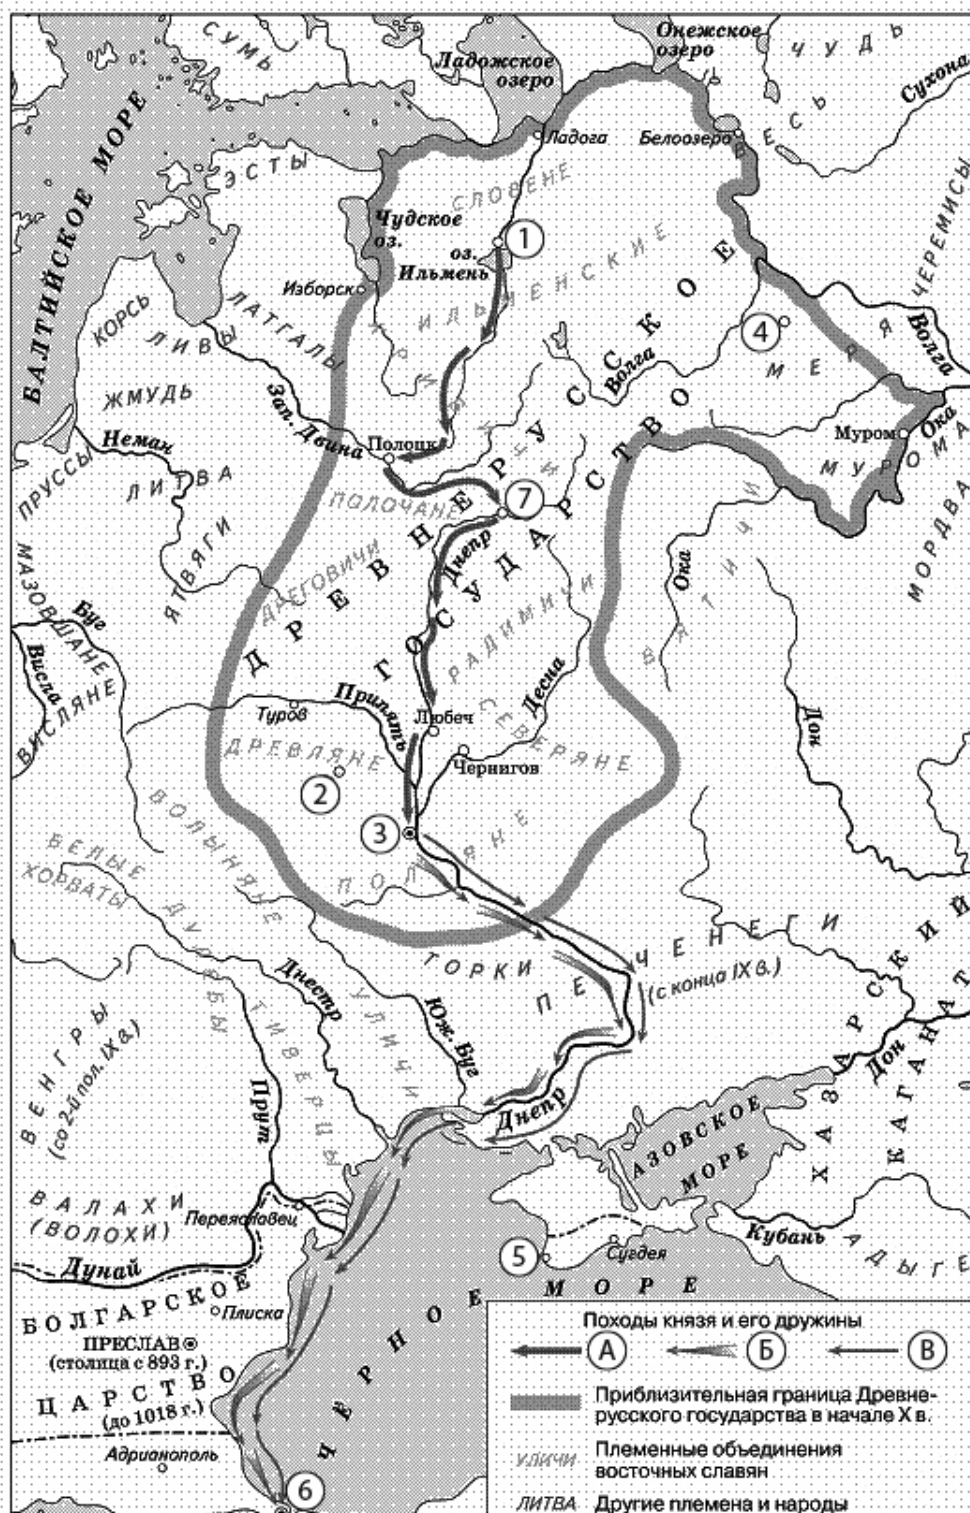 СУМЬ
Ладожское
озеро
Онежское
озеро
ЧУДЬ
Сухона
ВЕСЬ
БАЛТИЙСКОЕ МОРЕ
ЭСТЫ
Ладога
Белоозеро
СЛОВЕНЕ
ИЛЬМЕНСКИЕ
Чудское
оз.
1
оз.
Ильмень
Изборск
КРИВИЧИ
ЧЕРЕМИСЫ
КОРСЬ
ЛИВЫ
ЛАТГАЛЫ
4
МЕРЯ
Волга
Волга
ЖМУДЬ
Зап. Двина
Неман
Полоцк
Муром
Ока
МУРОМА
ПРУССЫ
ЛИТВА
ПОЛОЧАНЕ
7
МОРДВА
ДРЕВНЕРУССКОЕ
ГОСУДАРСТВО
ЯТВЯГИ
ДРЕГОВИЧИ
Днепр
РАДИМИЧИ
Ока
ВЯТИЧИ
МАЗОВШАНЕ
Буг
Висла
ВИСЛЯНЕ
Туров
Припять
Любеч
Десна
СЕВЕРЯНЕ
Дон
ДРЕВЛЯНЕ
Чернигов
2
3
ВОЛЫНЯНЕ
ПОЛЯНЕ
БЕЛЫЕ
ХОРВАТЫ
ДУЛЕБЫ
ТОРКИ
ПЕЧЕНЕГИ
(с конца IX в.)
Днестр
УЛИЧИ
Юж. Буг
ТИВЕРЦЫ
Прут
ВЕНГРЫ
(со 2-й пол. IX в.)
Днепр
ХАЗАРСКИЙ
КАГАНАТ
Дон
АЗОВСКОЕ
МОРЕ
ВАЛАХИ
(ВОЛОХИ)
Переяславец
Дунай
5
Сугдея
Кубань
АДЫГЕ
ЧЕРНОЕ МОРЕ
БОЛГАРСКОЕ
Плиска
ПРЕСЛАВ
(столица с 893 г.)
ЦАРСТВО
(до 1018 г.)
Адрианополь
6
Походы князя и его дружины
А Б В
Приблизительная граница Древне-
русского государства в начале X в.
УЛИЧИ Племенные объединения
восточных славян
ЛИТВА Другие племена и народы